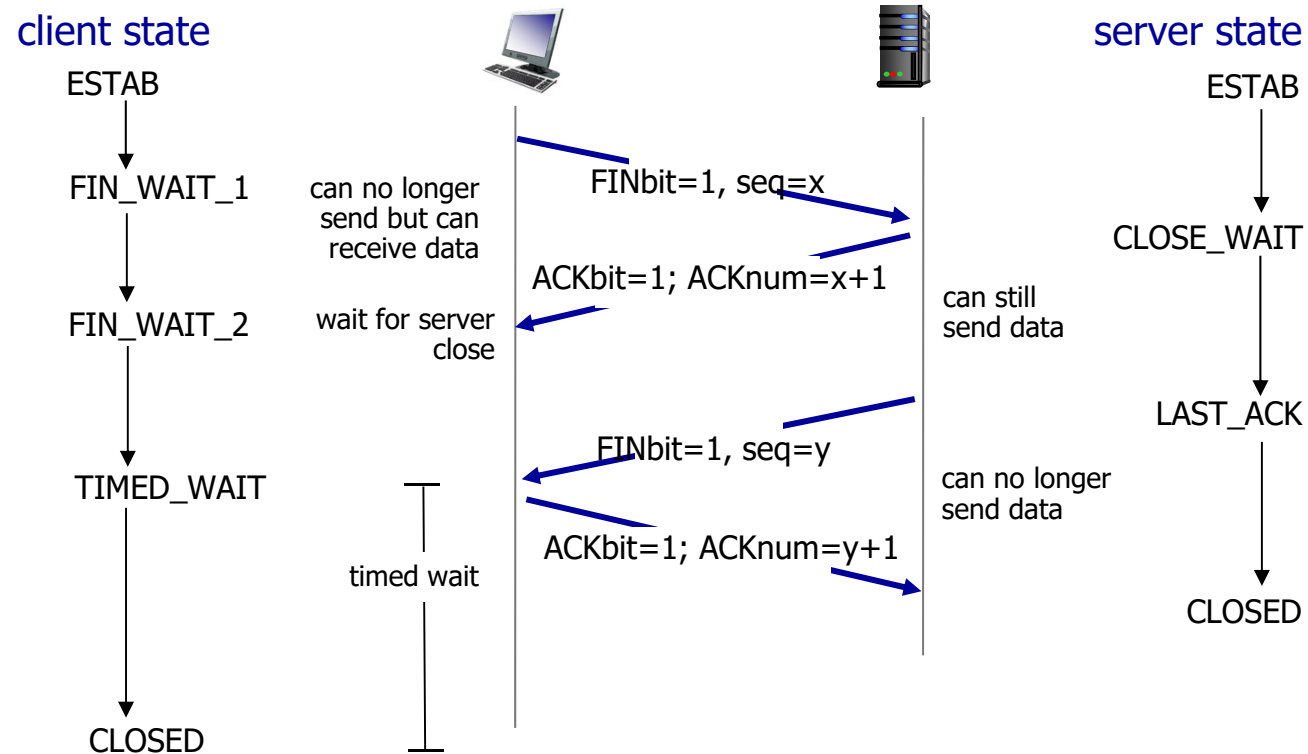 client state
server state
ESTAB
ESTAB
FIN_WAIT_1
can no longer
send but can
receive data
FINbit=1, seq=x
CLOSE_WAIT
ACKbit=1; ACKnum=x+1
can still
send data
FIN_WAIT_2
wait for server
close
LAST_ACK
FINbit=1, seq=y
TIMED_WAIT
can no longer
send data
ACKbit=1; ACKnum=y+1
timed wait
CLOSED
CLOSED